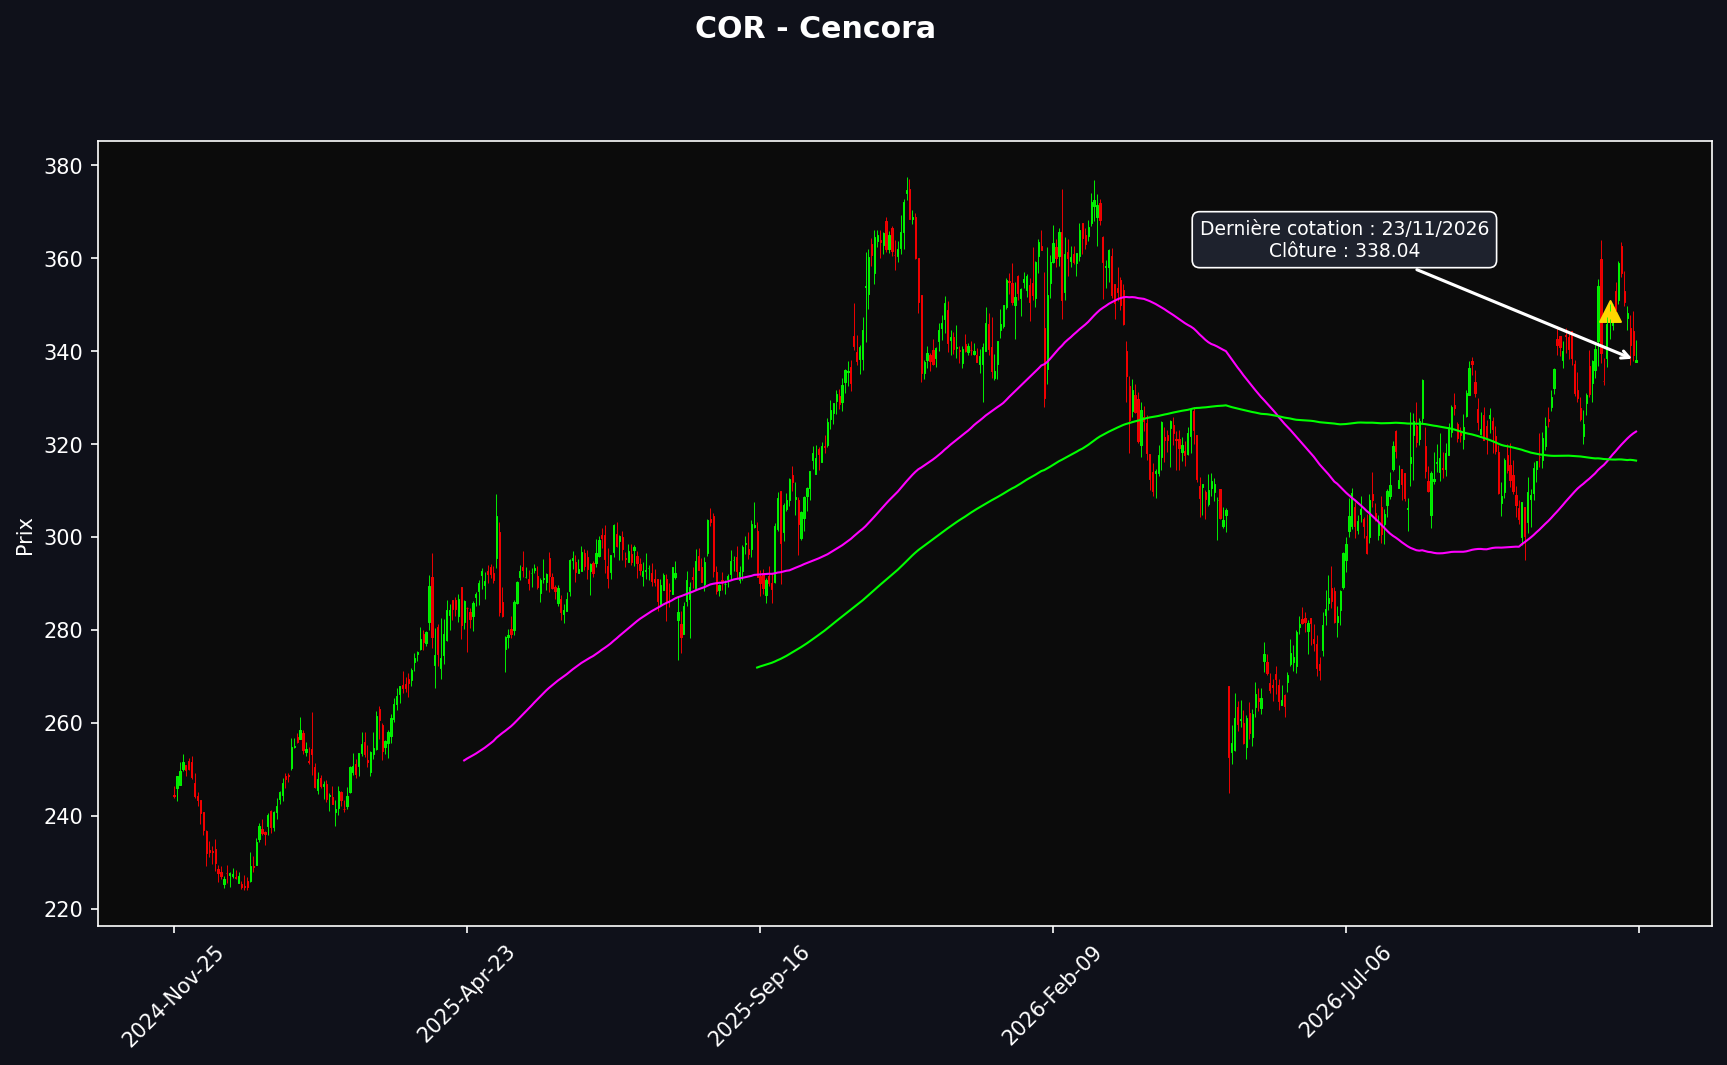 COR - Cencora
380
360
340
320
300
280
260
240
220
Prix
Dernière cotation : 23/11/2026
Clôture : 338.04
2024-Nov-25
2025-Apr-23
2025-Sep-16
2026-Feb-09
2026-Jul-06